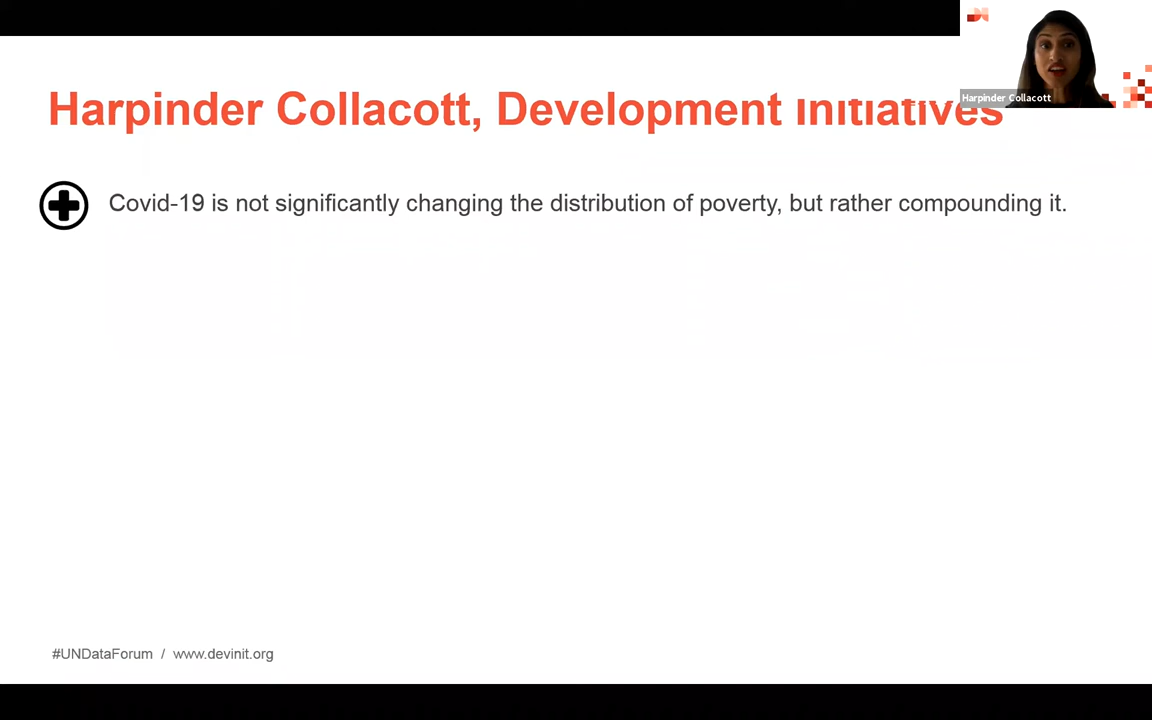 Harpinder Collacott
Harpinder Collacott, Development Initiatives
Covid-19 is not significantly changing the distribution of poverty, but rather compounding it.
#UNDataForum / www.devinit.org